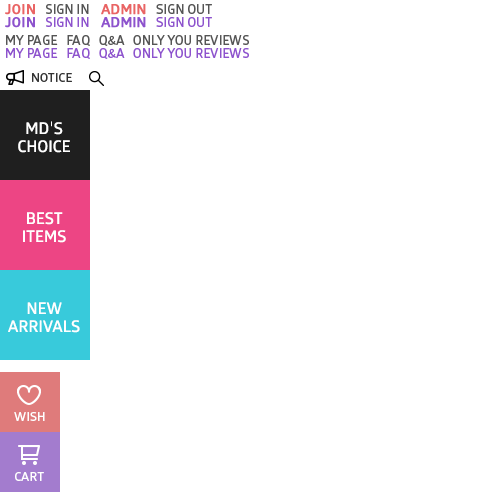 JOIN SIGN IN ADMIN SIGN OUT
JOIN SIGN IN ADMIN SIGN OUT
MY PAGE FAQ Q&A ONLY YOU REVIEWS
MY PAGE FAQ Q&A ONLY YOU REVIEWS
NOTICE
MD'S
CHOICE
BEST
ITEMS
NEW
ARRIVALS
WISH
CART